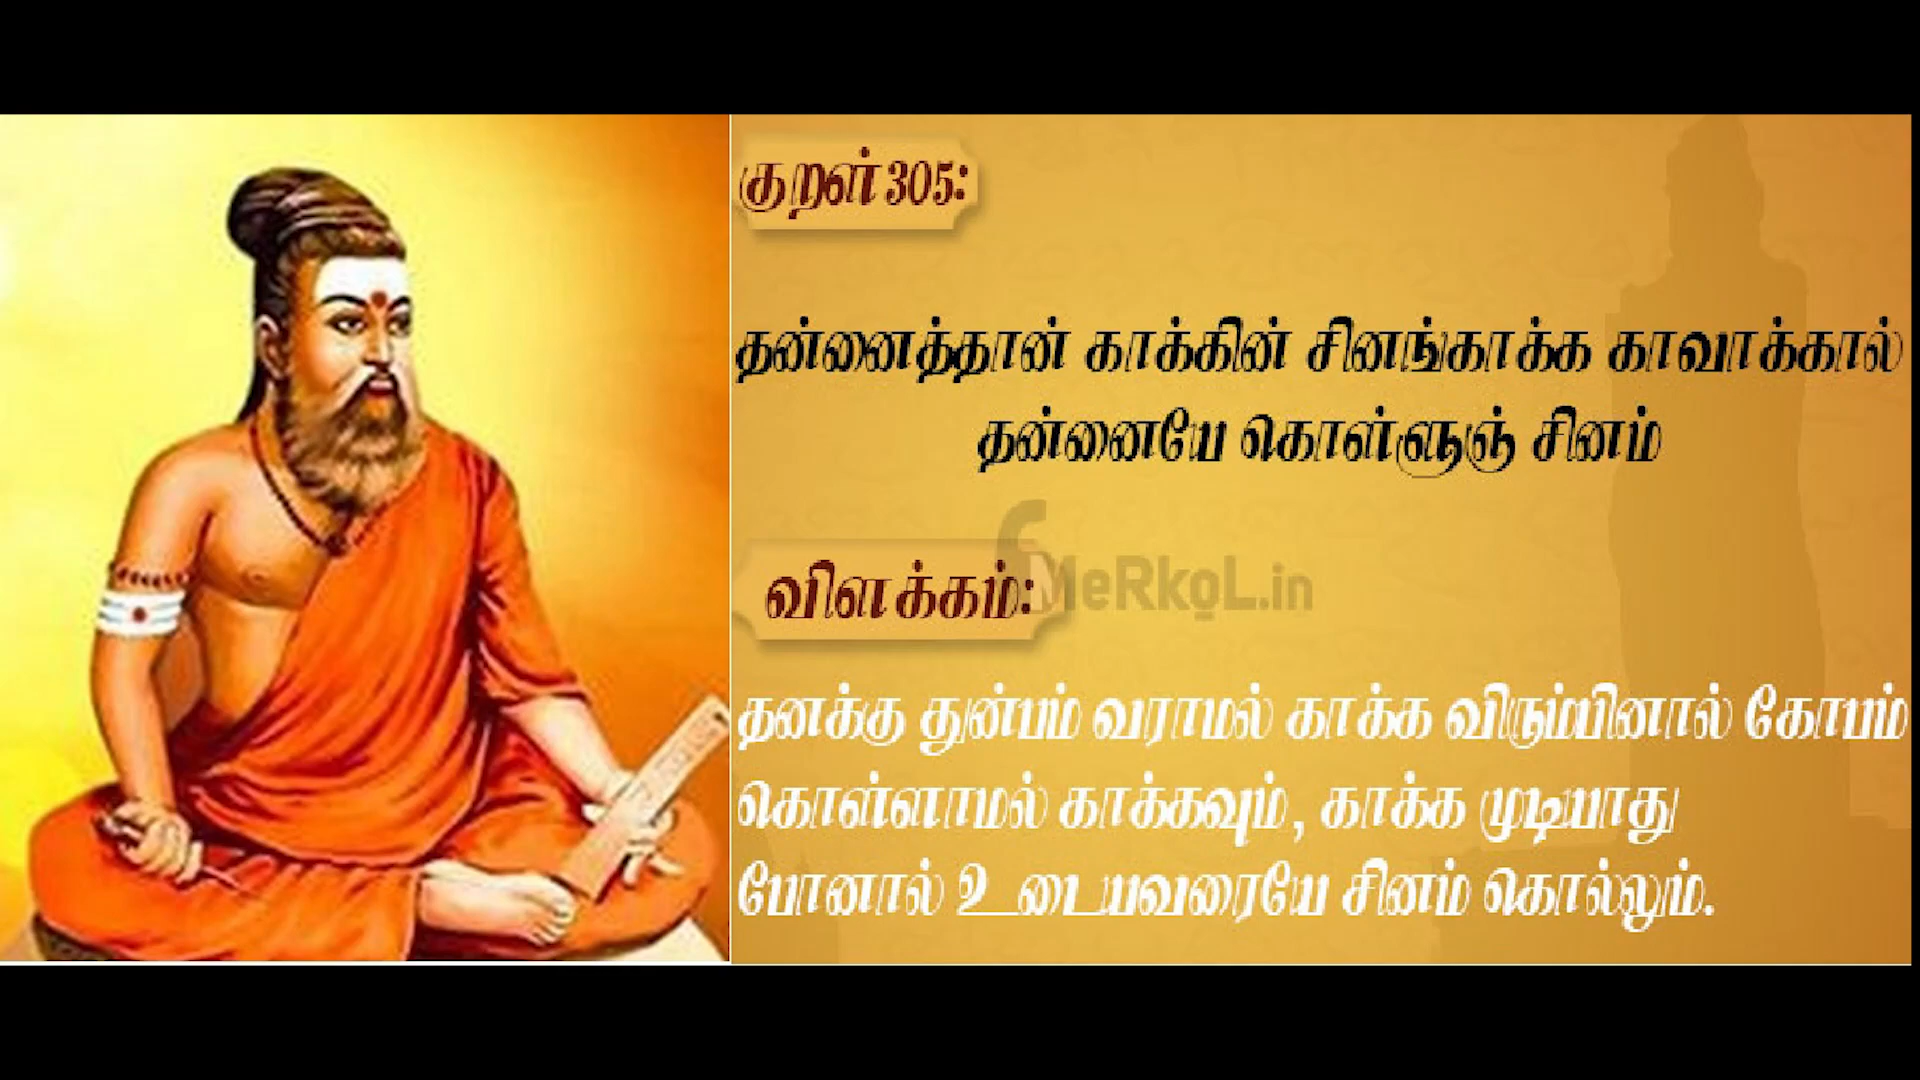 குறள் 305:
தன்னைத்தான் காக்கின் சினங்காக்க காவாக்கால்
தன்னையே கொள்ளுஞ் சினம்
MeRkoL.in
விளக்கம்:
தனக்கு துன்பம் வராமல் காக்க விரும்பினால் கோபம்
கொள்ளாமல் காக்கவும், காக்க முடியாது
போனால் உடையவரையே சினம் கொல்லும்.